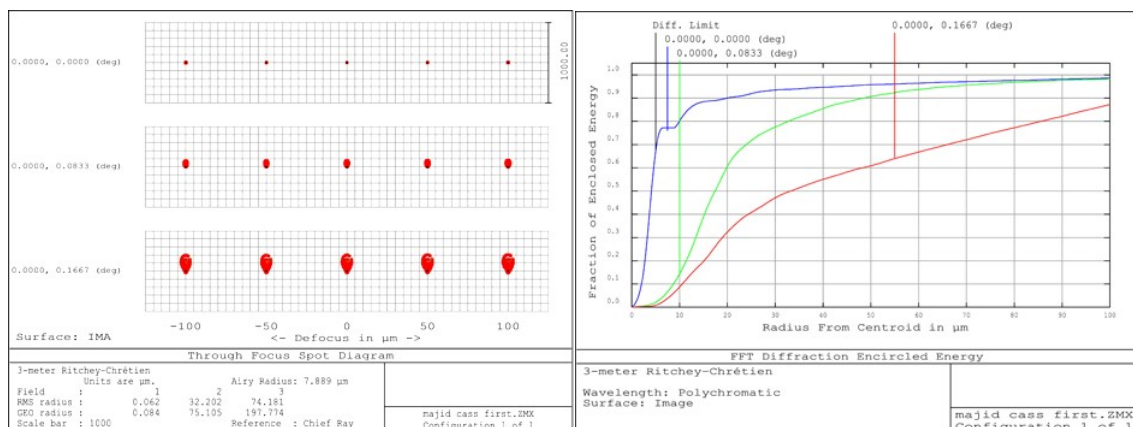 0.0000, 0.0000 (deg)
1000.00
0.0000, 0.0833 (deg)
0.0000, 0.1667 (deg)
-100 -50 0 50 100
Surface: IMA
<- Defocus in µm ->
Through Focus Spot Diagram
3-meter Ritchey-Chrétien
Units are µm. Airy Radius: 7.889 µm
Field : 1 2 3
RMS radius : 0.062 32.202 74.181
GEO radius : 0.084 75.105 197.774
Scale bar : 1000 Reference : Chief Ray
majid cass first.ZMX
Configuration 1 of 1
Diff. Limit
0.0000, 0.0000 (deg)
0.0000, 0.0833 (deg)
0.0000, 0.1667 (deg)
Fraction of Enclosed Energy
1.0
0.9
0.8
0.7
0.6
0.5
0.4
0.3
0.2
0.1
0.0
0 10 20 30 40 50 60 70 80 90 100
Radius From Centroid in µm
FFT Diffraction Encircled Energy
3-meter Ritchey-Chrétien
Wavelength: Polychromatic
Surface: Image
majid cass first.ZMX
Configuration 1 of 1